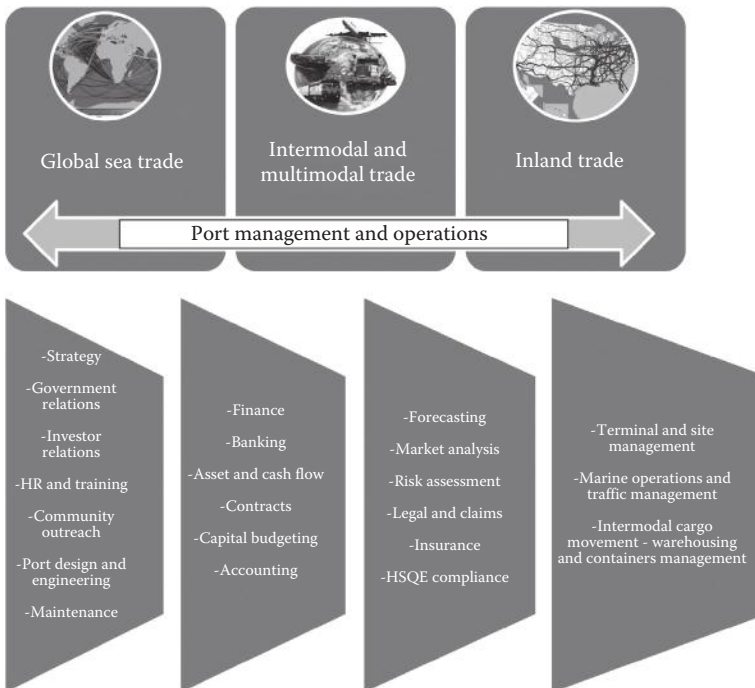 Global sea trade
Intermodal and
multimodal trade
Inland trade
Port management and operations
-Strategy
-Government
relations
-Investor
relations
-HR and training
-Community
outreach
-Port design and
engineering
-Maintenance
-Finance
-Banking
-Asset and cash flow
-Contracts
-Capital budgeting
-Accounting
-Forecasting
-Market analysis
-Risk assessment
-Legal and claims
-Insurance
-HSQE compliance
-Terminal and site
management
-Marine operations and
traffic management
-Intermodal cargo
movement - warehousing
and containers management